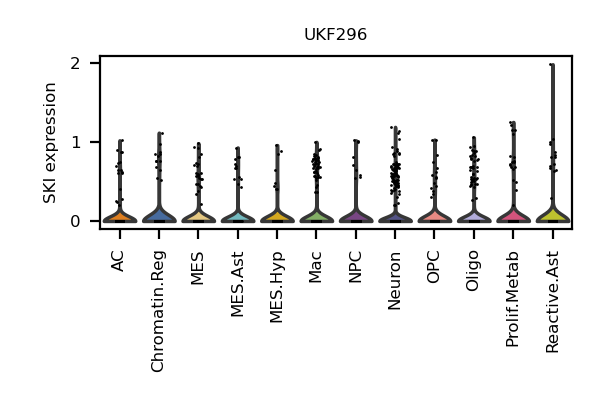 UKF296
SKI expression
2
1
0
AC
Chromatin.Reg
MES
MES.Ast
MES.Hyp
Mac
NPC
Neuron
OPC
Oligo
Prolif.Metab
Reactive.Ast